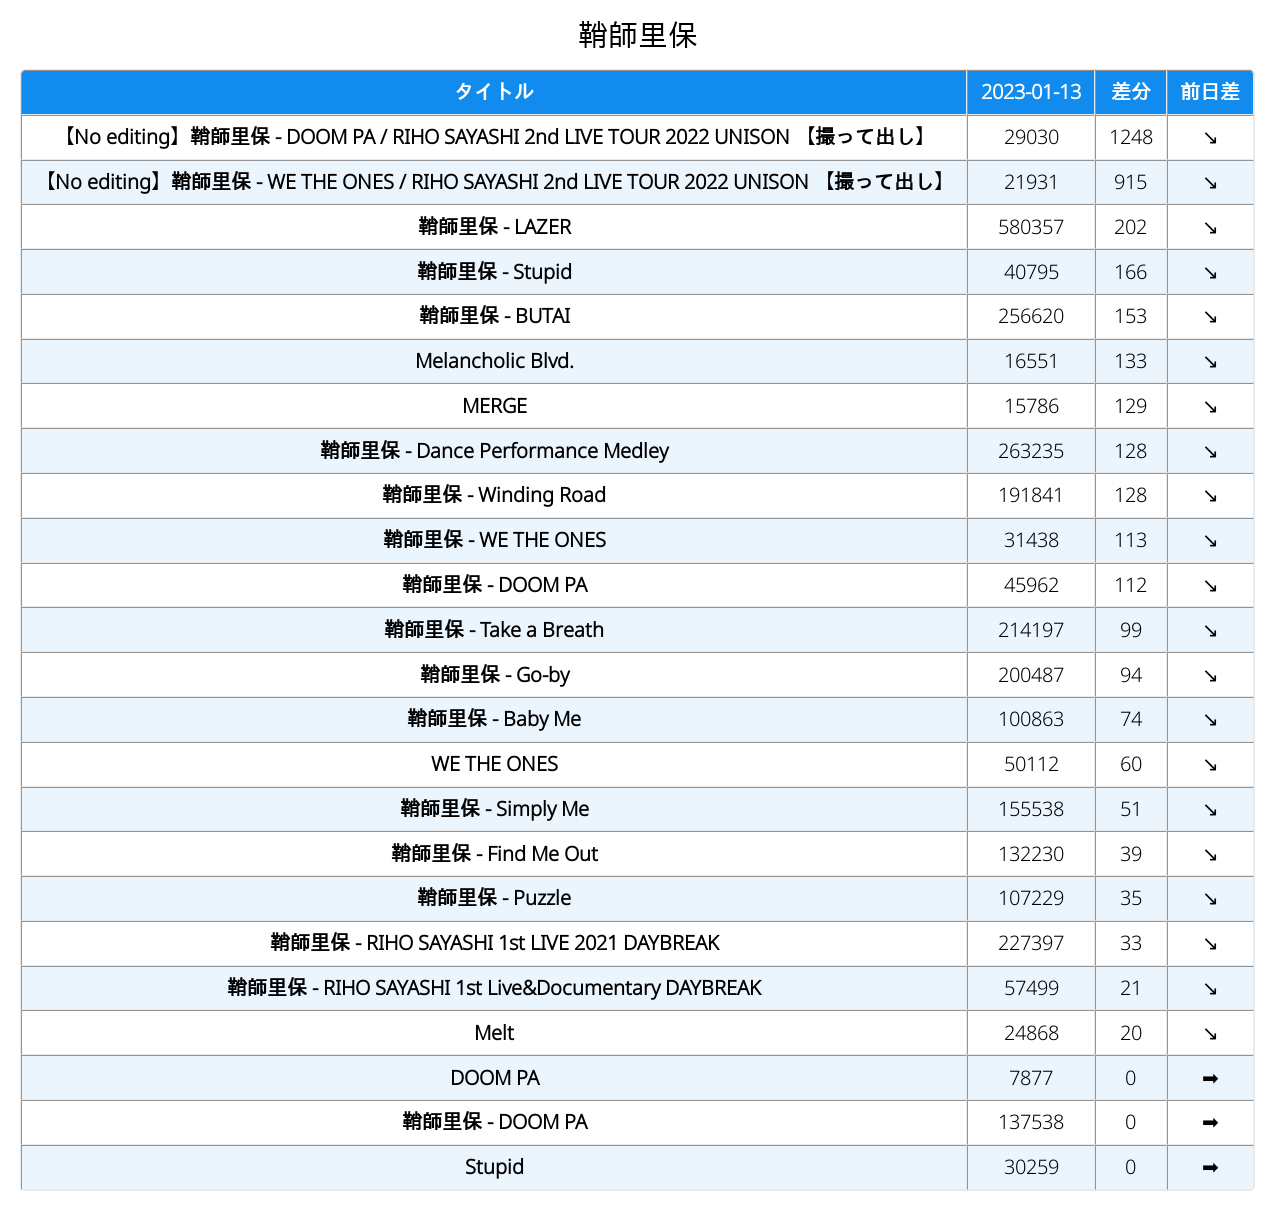 鞘師里保
タイトル 2023-01-13 差分 前日差
【No editing】鞘師里保 - DOOM PA / RIHO SAYASHI 2nd LIVE TOUR 2022 UNISON 【撮って出し】 29030 1248 ↘
【No editing】鞘師里保 - WE THE ONES / RIHO SAYASHI 2nd LIVE TOUR 2022 UNISON 【撮って出し】 21931 915 ↘
鞘師里保 - LAZER 580357 202 ↘
鞘師里保 - Stupid 40795 166 ↘
鞘師里保 - BUTAI 256620 153 ↘
Melancholic Blvd. 16551 133 ↘
MERGE 15786 129 ↘
鞘師里保 - Dance Performance Medley 263235 128 ↘
鞘師里保 - Winding Road 191841 128 ↘
鞘師里保 - WE THE ONES 31438 113 ↘
鞘師里保 - DOOM PA 45962 112 ↘
鞘師里保 - Take a Breath 214197 99 ↘
鞘師里保 - Go-by 200487 94 ↘
鞘師里保 - Baby Me 100863 74 ↘
WE THE ONES 50112 60 ↘
鞘師里保 - Simply Me 155538 51 ↘
鞘師里保 - Find Me Out 132230 39 ↘
鞘師里保 - Puzzle 107229 35 ↘
鞘師里保 - RIHO SAYASHI 1st LIVE 2021 DAYBREAK 227397 33 ↘
鞘師里保 - RIHO SAYASHI 1st Live&Documentary DAYBREAK 57499 21 ↘
Melt 24868 20 ↘
DOOM PA 7877 0 ➡
鞘師里保 - DOOM PA 137538 0 ➡
Stupid 30259 0 ➡